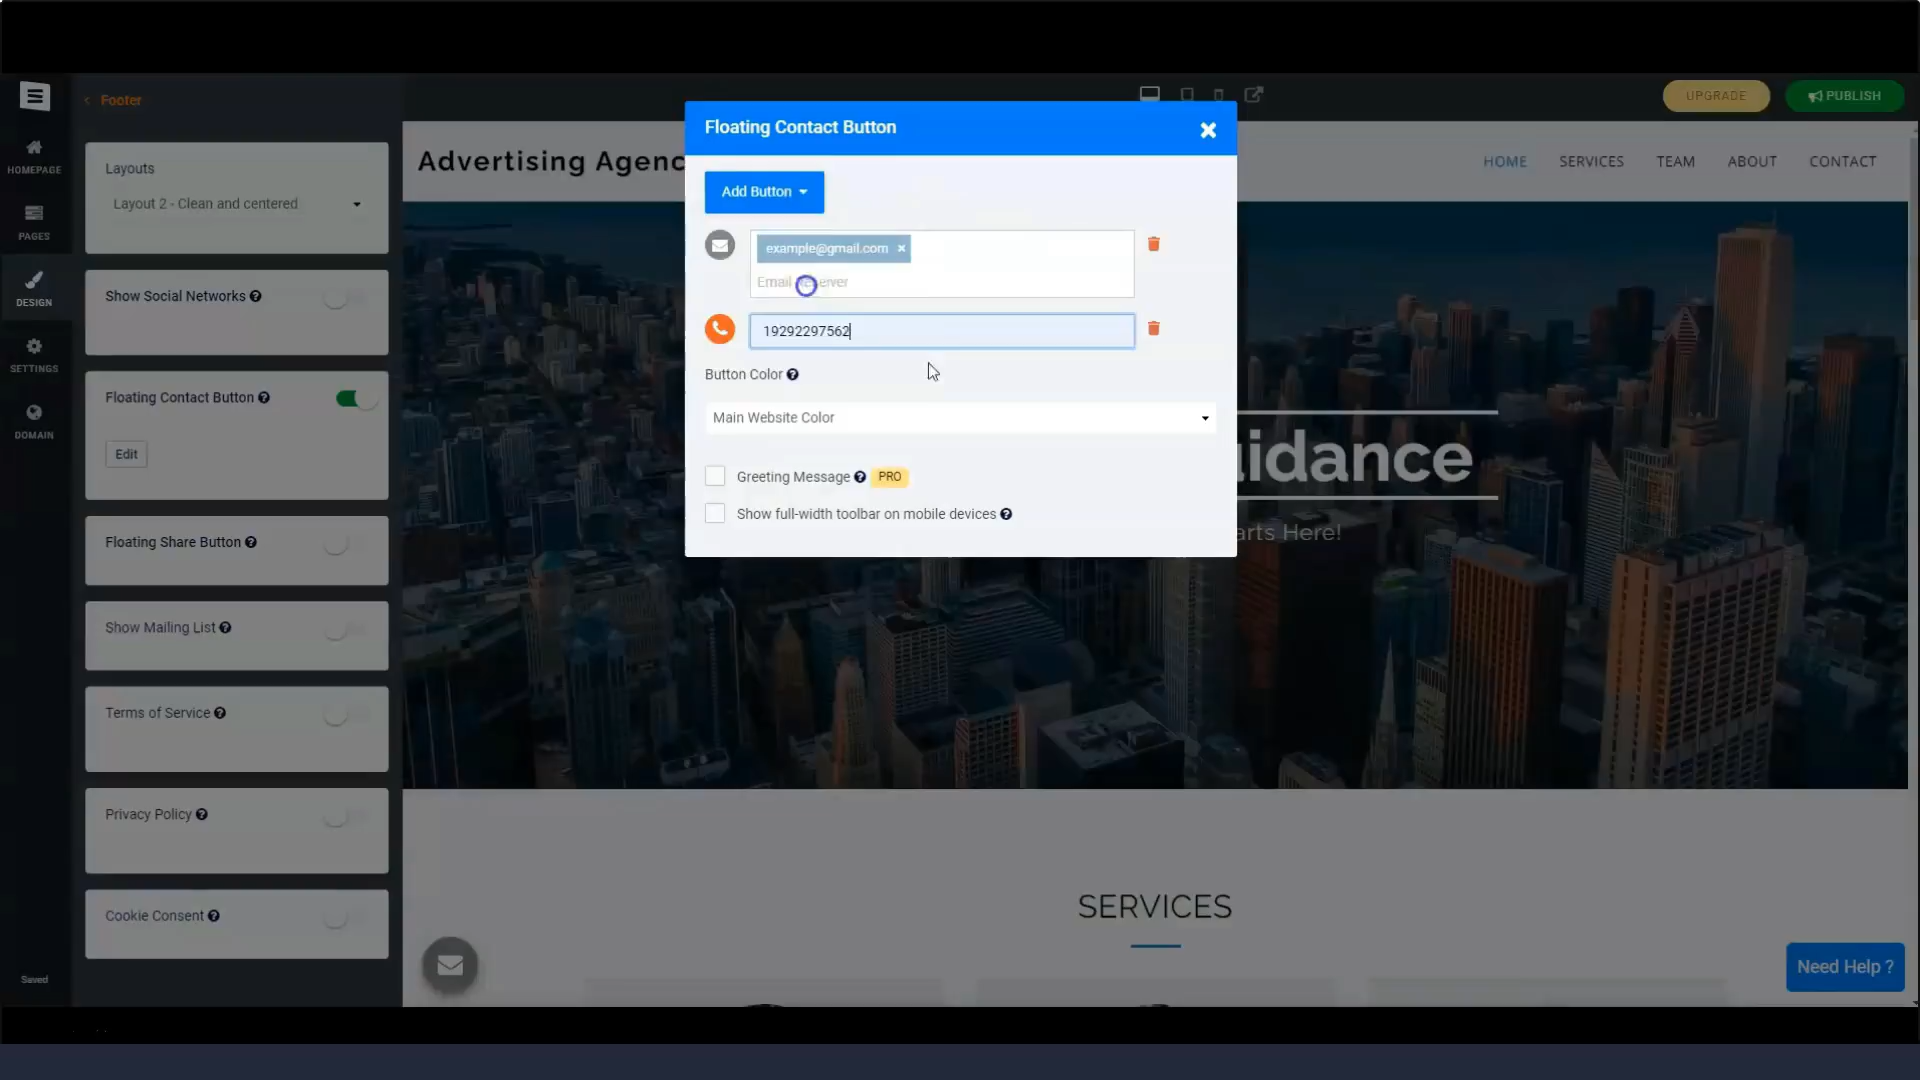 Footer
UPGRADE
PUBLISH
HOMEPAGE
PAGES
DESIGN
SETTINGS
DOMAIN
Saved
Layouts
Layout 2 - Clean and centered
Show Social Networks
Floating Contact Button
Edit
Floating Share Button
Show Mailing List
Terms of Service
Privacy Policy
Cookie Consent
Advertising Agenc
HOME SERVICES TEAM ABOUT CONTACT
Floating Contact Button
Add Button
example@gmail.com ×
Email
19292297562
Button Color
Main Website Color
Greeting Message PRO
Show full-width toolbar on mobile devices
uidance
arts Here!
SERVICES
Need Help ?